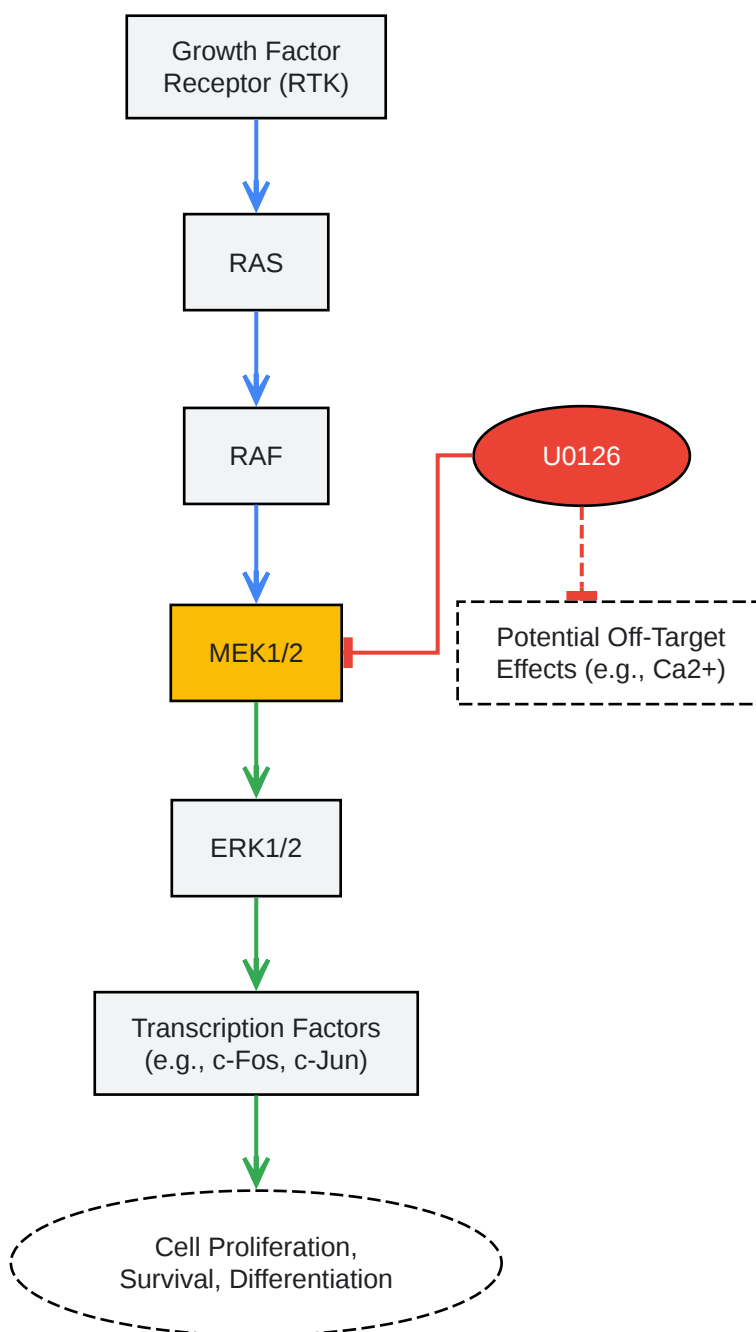 Growth Factor
Receptor (RTK)
RAS
RAF
U0126
MEK1/2
Potential Off-Target
Effects (e.g., Ca2+)
ERK1/2
Transcription Factors
(e.g., c-Fos, c-Jun)
Cell Proliferation,
Survival, Differentiation